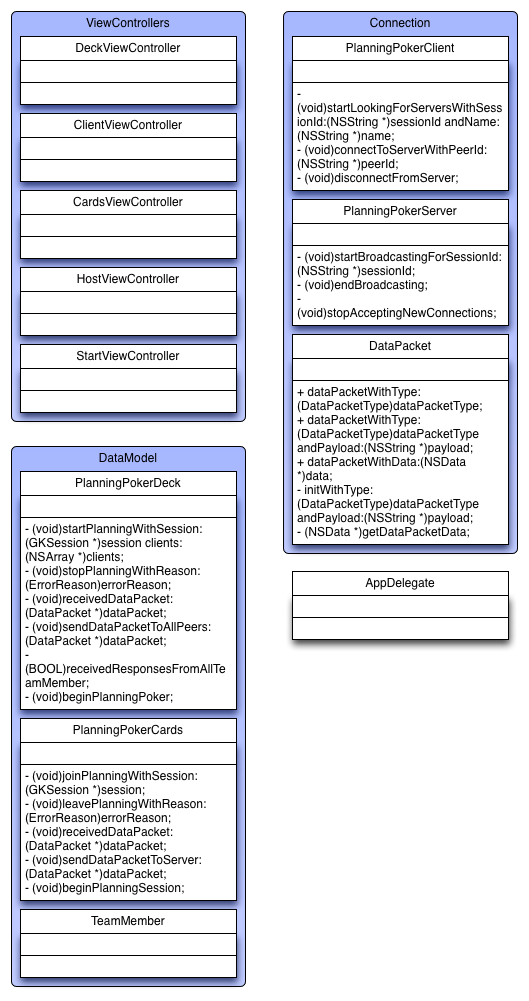 ViewControllers
DeckViewController
ClientViewController
CardsViewController
HostViewController
StartViewController
DataModel
PlanningPokerDeck
- (void)startPlanningWithSession:
(GKSession *)session clients:
(NSArray *)clients;
- (void)stopPlanningWithReason:
(ErrorReason)errorReason;
- (void)receivedDataPacket:
(DataPacket *)dataPacket;
- (void)sendDataPacketToAllPeers:
(DataPacket *)dataPacket;
-
(BOOL)receivedResponsesFromAllTe
amMember;
- (void)beginPlanningPoker;
PlanningPokerCards
- (void)joinPlanningWithSession:
(GKSession *)session;
- (void)leavePlanningWithReason:
(ErrorReason)errorReason;
- (void)receivedDataPacket:
(DataPacket *)dataPacket;
- (void)sendDataPacketToServer:
(DataPacket *)dataPacket;
- (void)beginPlanningSession;
TeamMember
Connection
PlanningPokerClient
-
(void)startLookingForServersWithSess
ionId:(NSString *)sessionId andName:
(NSString *)name;
- (void)connectToServerWithPeerId:
(NSString *)peerId;
- (void)disconnectFromServer;
PlanningPokerServer
- (void)startBroadcastingForSessionId:
(NSString *)sessionId;
- (void)endBroadcasting;
-
(void)stopAcceptingNewConnections;
DataPacket
+ dataPacketWithType:
(DataPacketType)dataPacketType;
+ dataPacketWithType:
(DataPacketType)dataPacketType
andPayload:(NSString *)payload;
+ dataPacketWithData:(NSData
*)data;
- initWithType:
(DataPacketType)dataPacketType
andPayload:(NSString *)payload;
- (NSData *)getDataPacketData;
AppDelegate